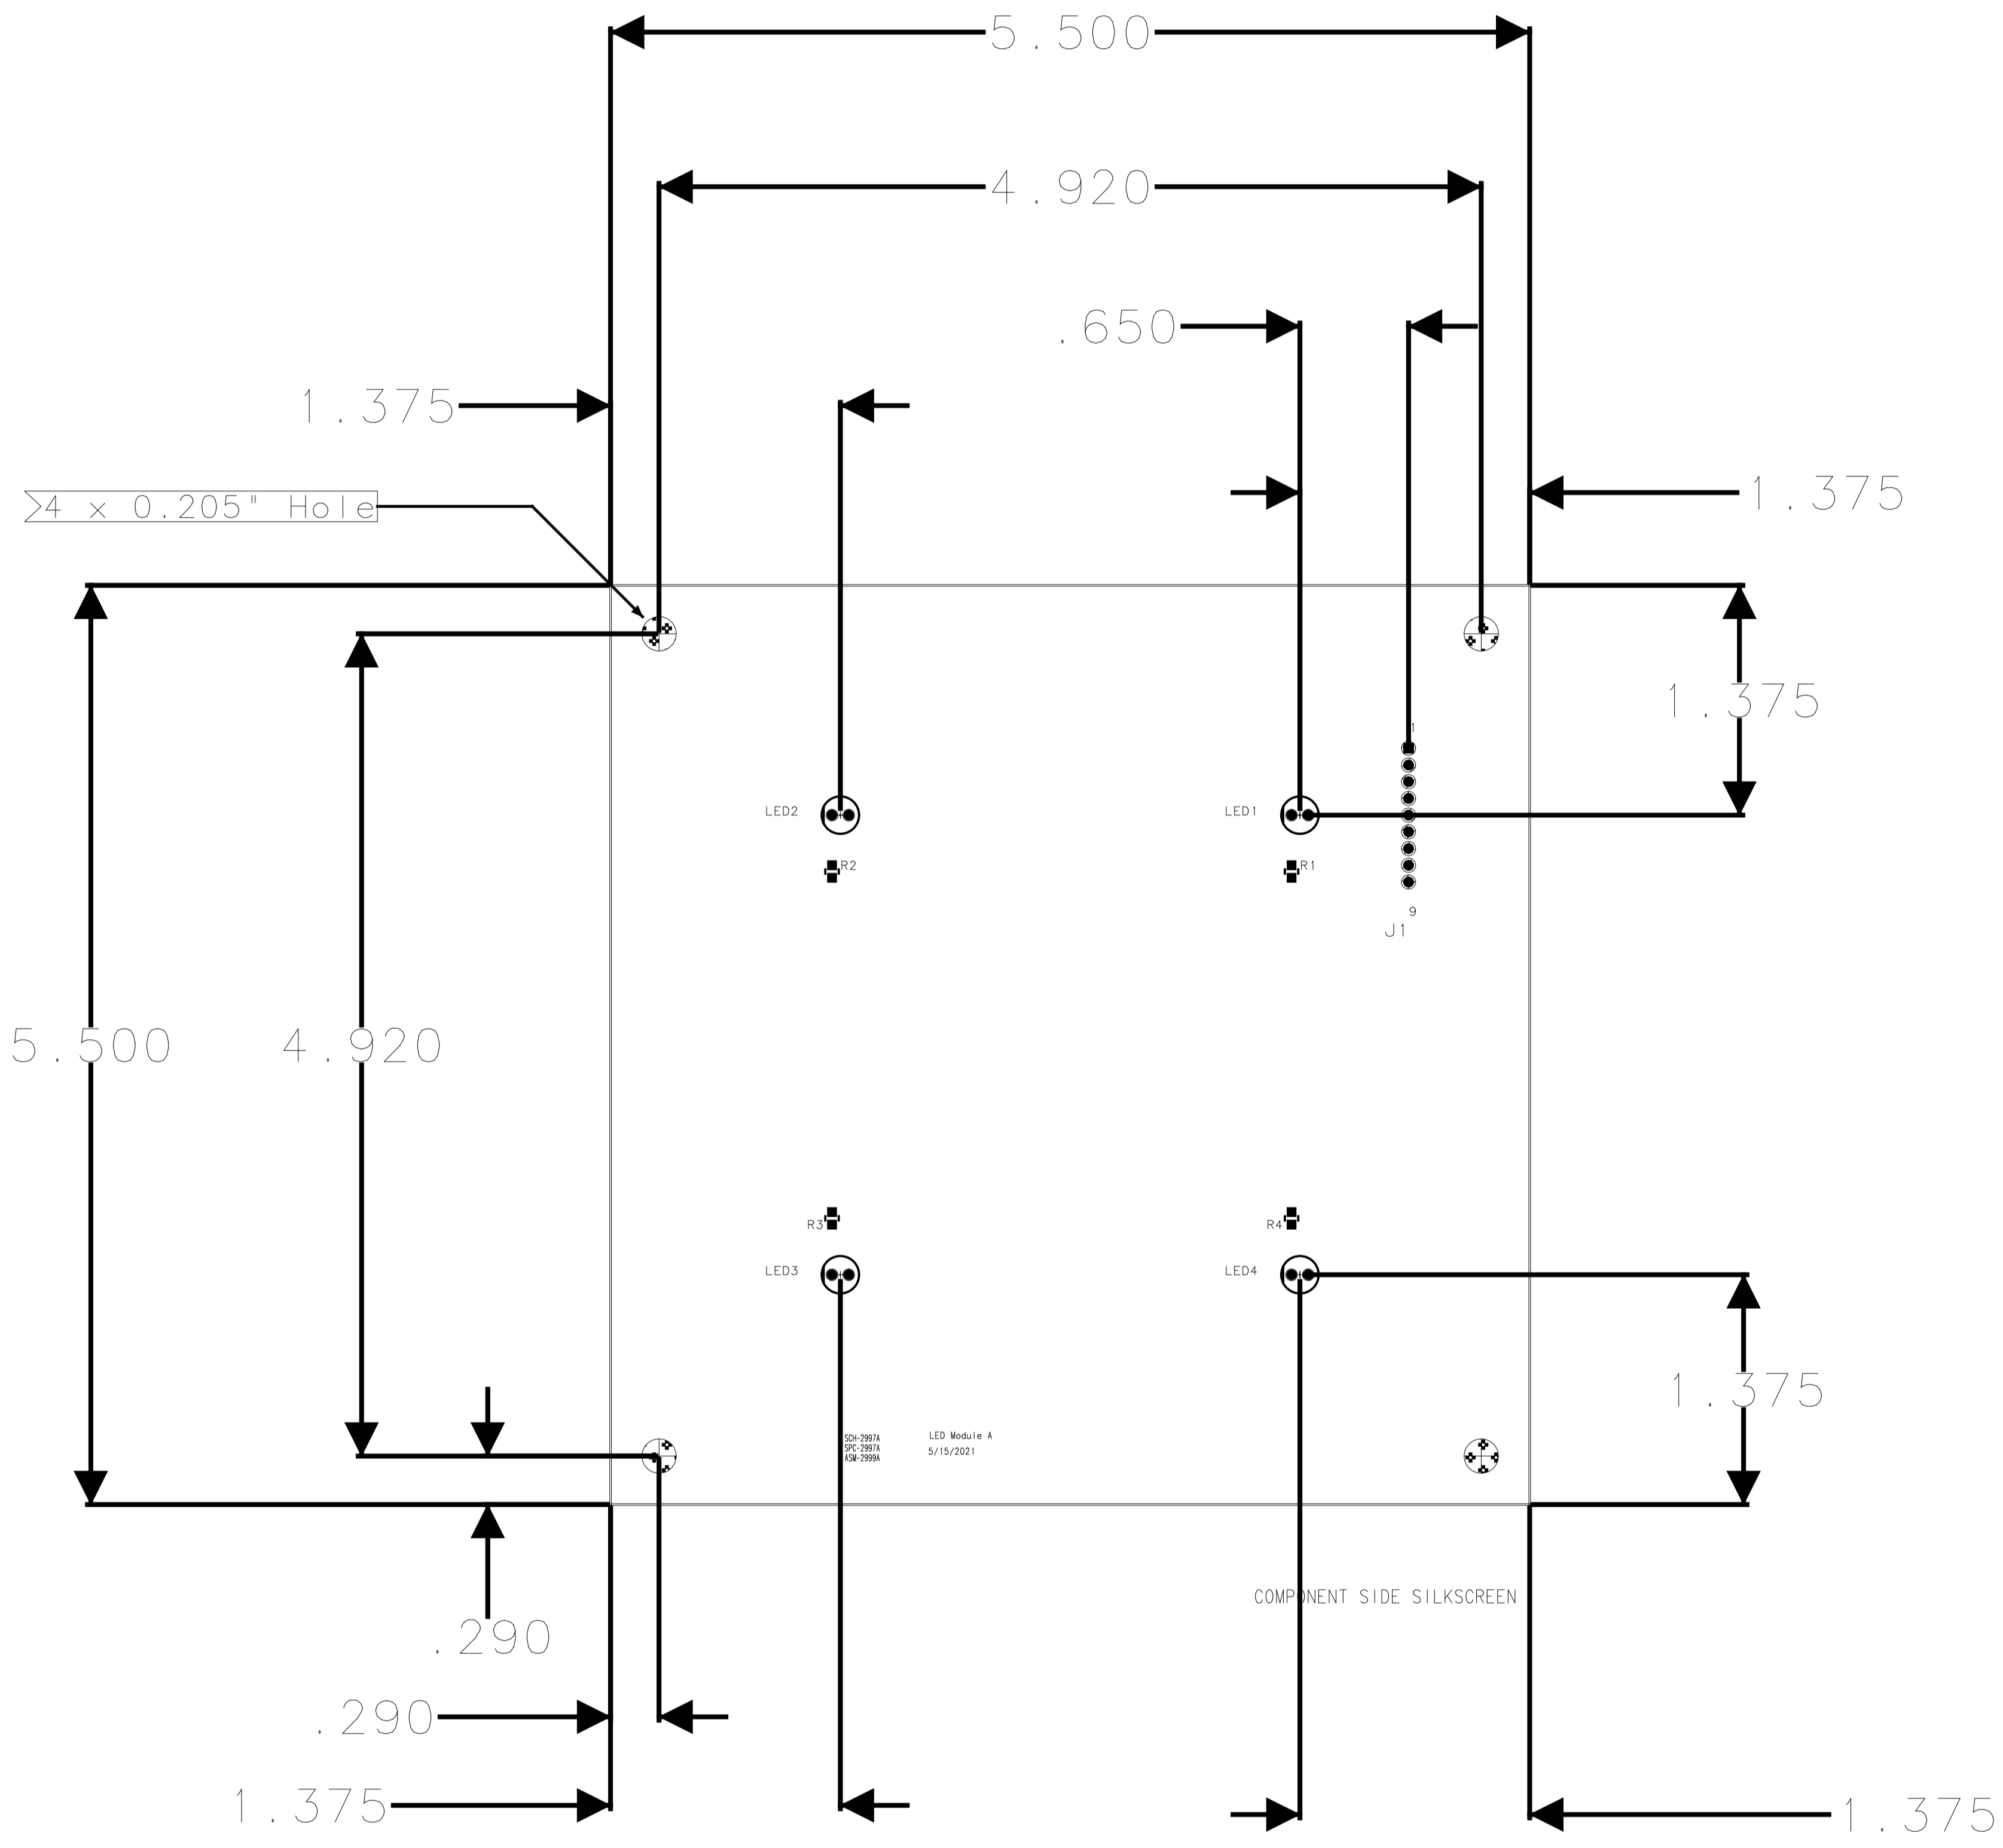 5.500
4.920
.650
1.375
1.375
4 x 0.205" Hole
1.375
1
LED2
LED1
R2
R1
9
J1
5.500
4.920
R3
R4
LED3
LED4
1.375
SCH-2997A
SPC-2997A
ASM-2999A
LED Module A
5/15/2021
COMPONENT SIDE SILKSCREEN
.290
.290
1.375
1.375